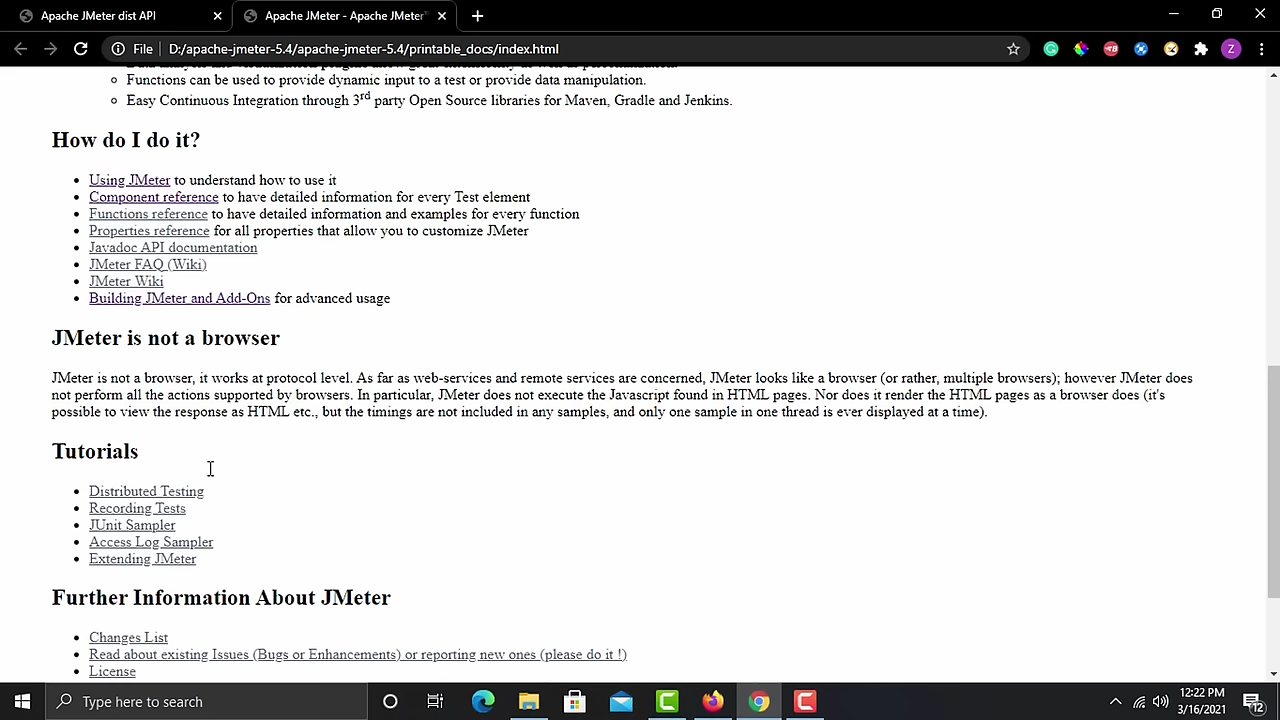 Apache JMeter dist API
Apache JMeter - Apache JMeter
File
D:/apache-jmeter-5.4/apache-jmeter-5.4/printable_docs/index.html
Z
Functions can be used to provide dynamic input to a test or provide data manipulation.
Easy Continuous Integration through 3rd party Open Source libraries for Maven, Gradle and Jenkins.
How do I do it?
Using JMeter to understand how to use it
Component reference to have detailed information for every Test element
Functions reference to have detailed information and examples for every function
Properties reference for all properties that allow you to customize JMeter
Javadoc API documentation
JMeter FAQ (Wiki)
JMeter Wiki
Building JMeter and Add-Ons for advanced usage
JMeter is not a browser
JMeter is not a browser, it works at protocol level. As far as web-services and remote services are concerned, JMeter looks like a browser (or rather, multiple browsers); however JMeter does
not perform all the actions supported by browsers. In particular, JMeter does not execute the Javascript found in HTML pages. Nor does it render the HTML pages as a browser does (it's
possible to view the response as HTML etc., but the timings are not included in any samples, and only one sample in one thread is ever displayed at a time).
Tutorials
Distributed Testing
Recording Tests
JUnit Sampler
Access Log Sampler
Extending JMeter
Further Information About JMeter
Changes List
Read about existing Issues (Bugs or Enhancements) or reporting new ones (please do it !)
License
Type here to search
12:22 PM
3/16/2021
12